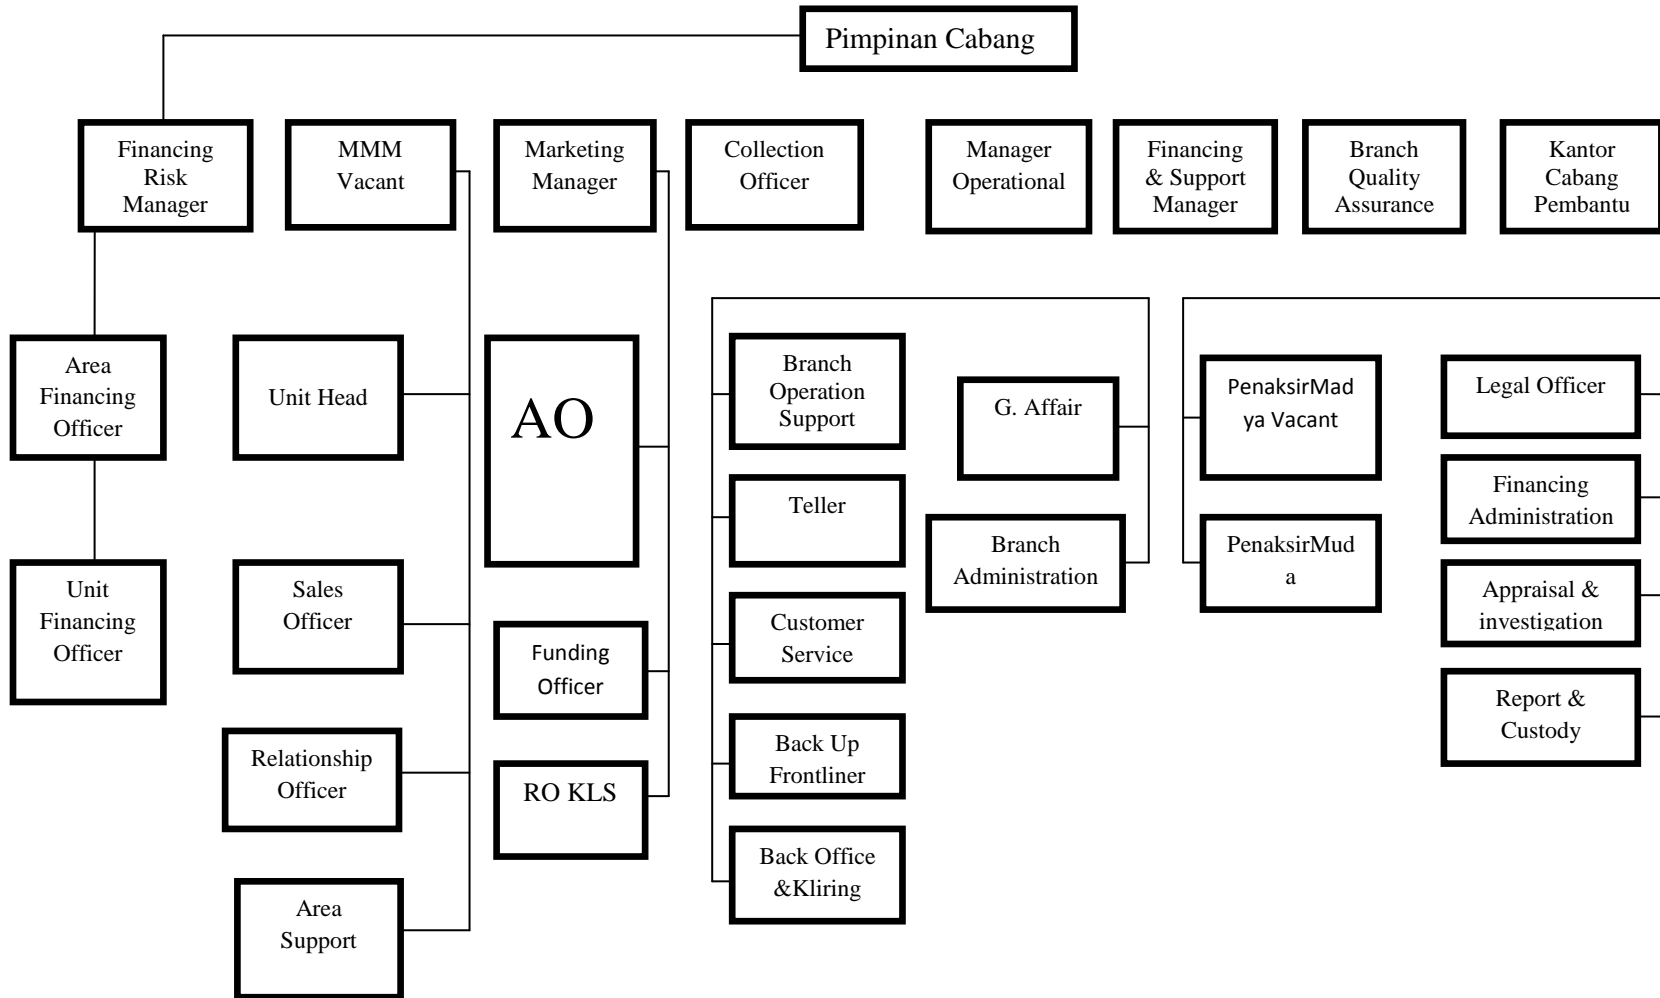 Pimpinan Cabang
Financing
Risk
Manager
MMM
Vacant
Marketing
Manager
Collection
Officer
Manager
Operational
Financing
& Support
Manager
Branch
Quality
Assurance
Kantor
Cabang
Pembantu
Area
Financing
Officer
Unit Head
AO
Branch
Operation
Support
G. Affair
PenaksirMad
ya Vacant
Legal Officer
Teller
Branch
Administration
PenaksirMud
a
Financing
Administration
Unit
Financing
Officer
Sales
Officer
Funding
Officer
Customer
Service
Appraisal &
investigation
Relationship
Officer
RO KLS
Back Up
Frontliner
Report &
Custody
Area
Support
Back Office
&Kliring